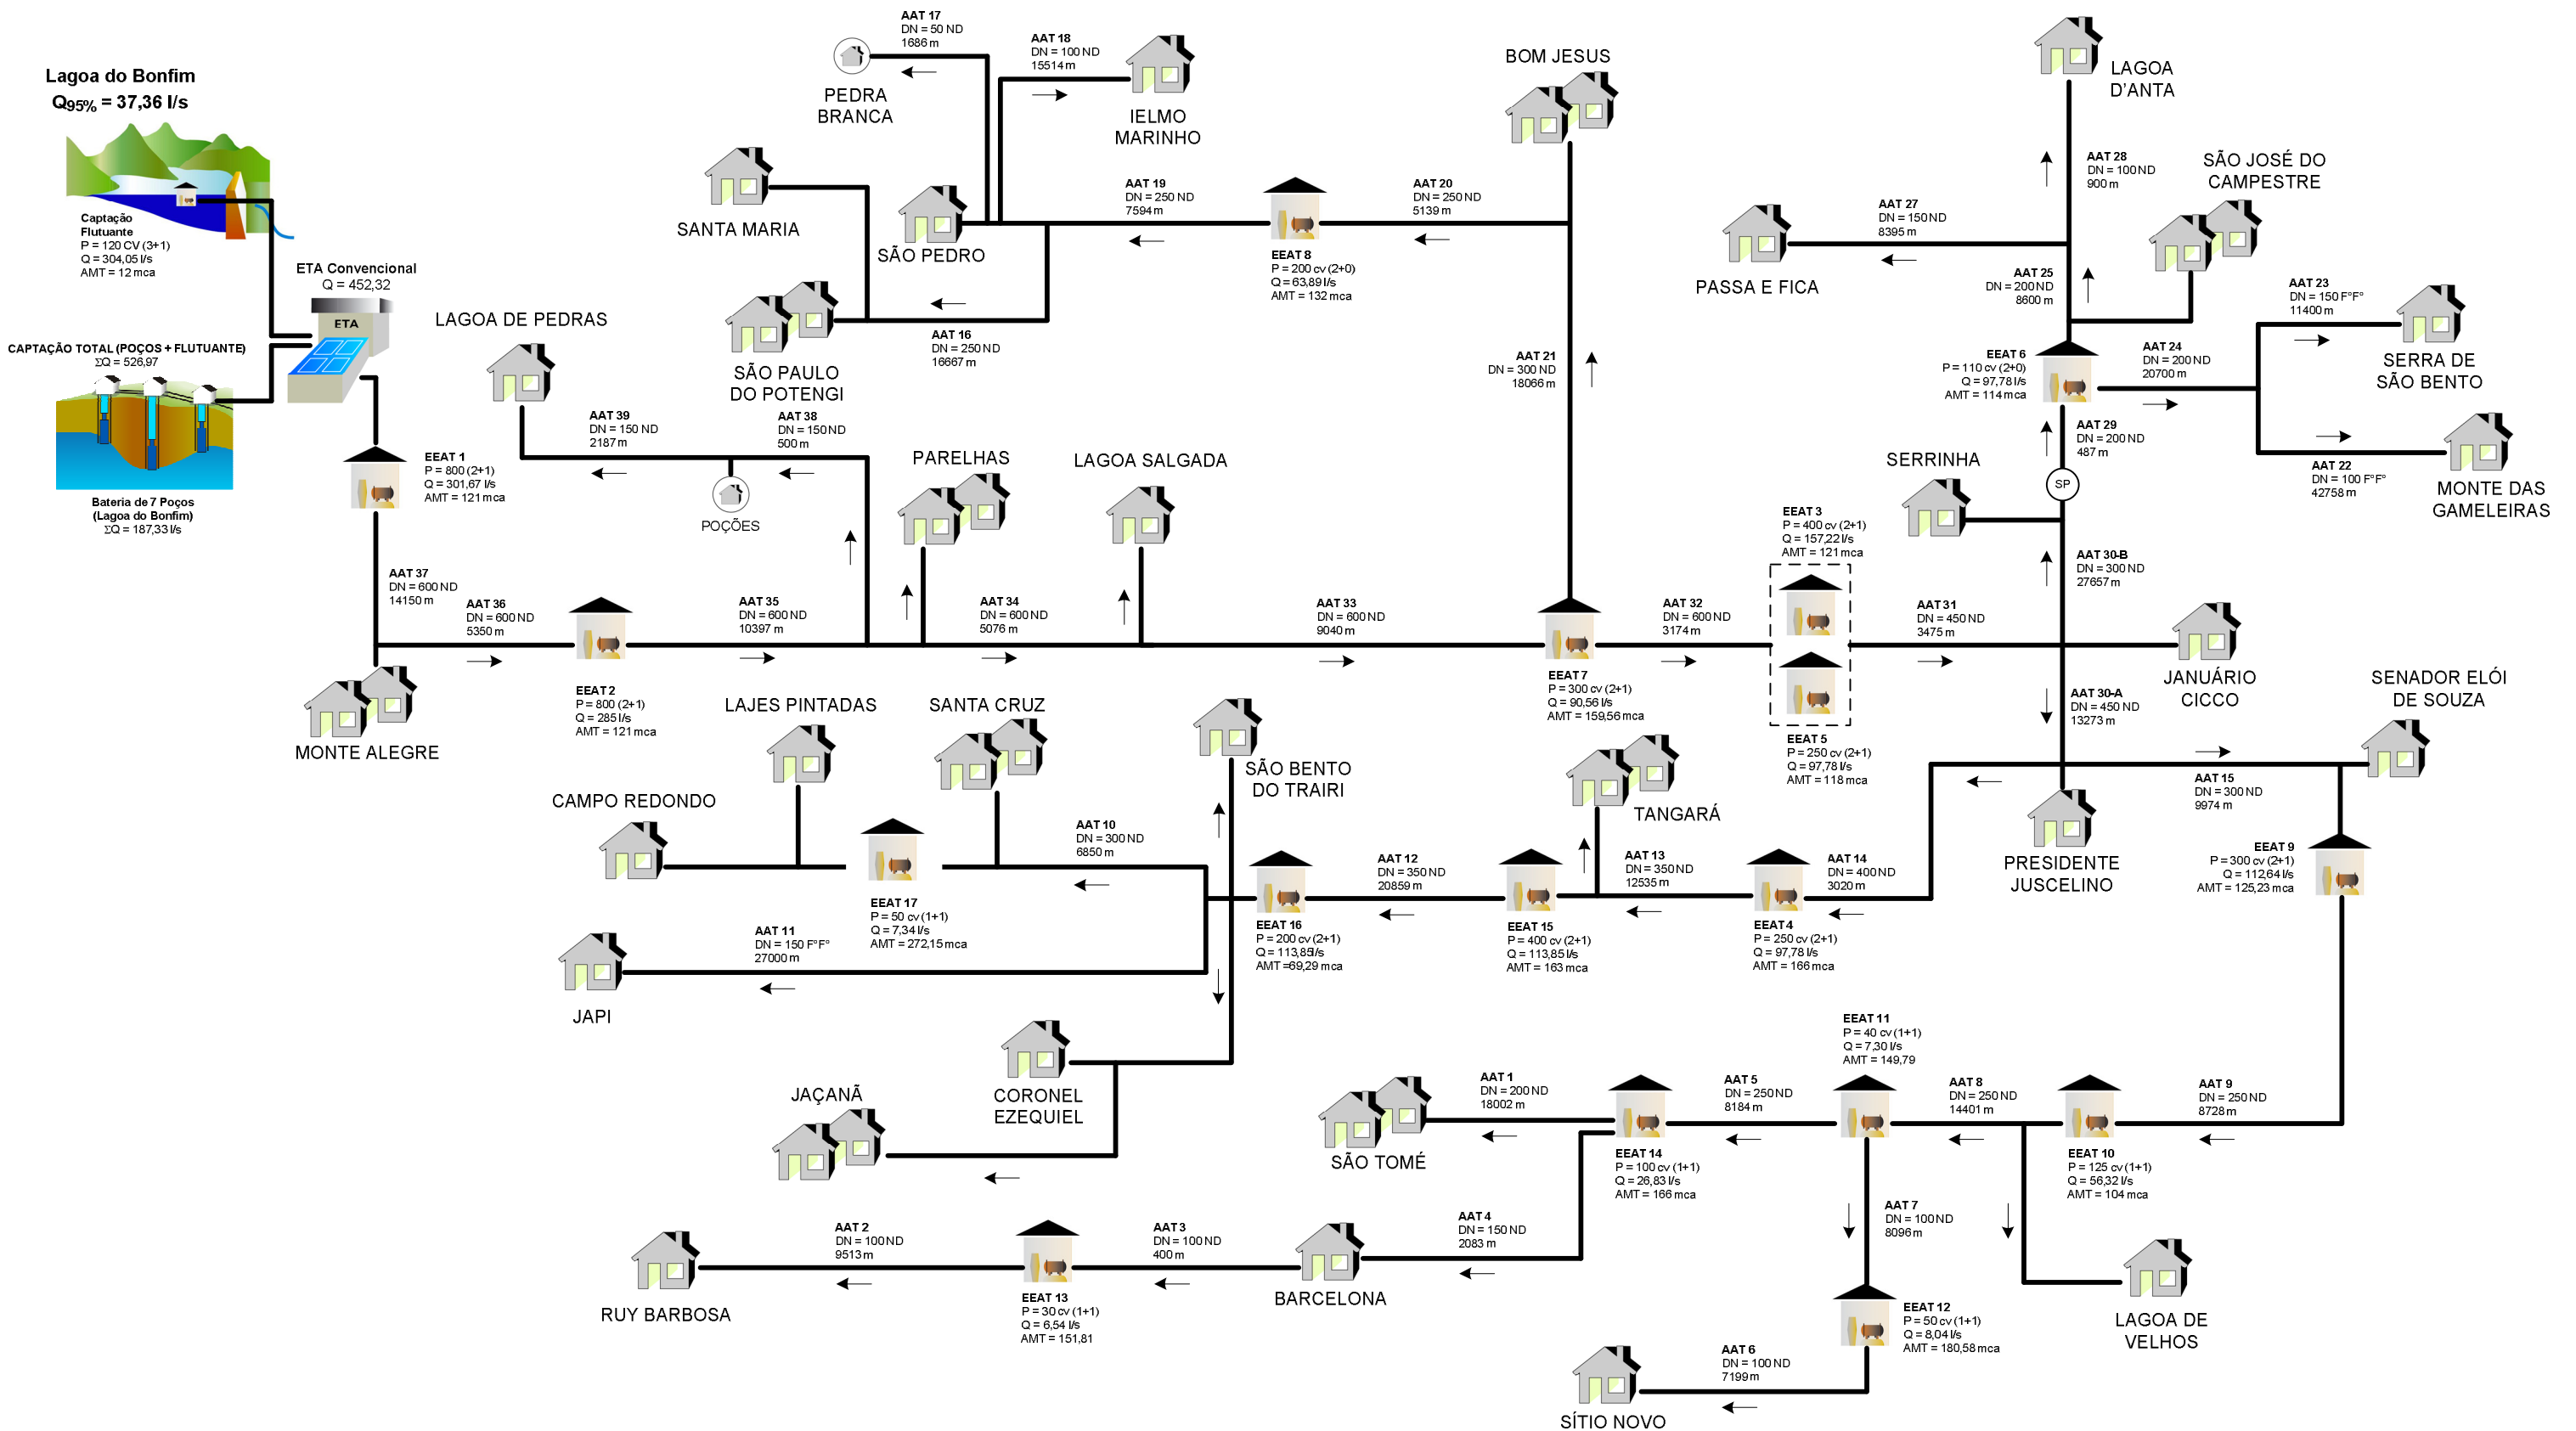 Lagoa do Bonfim
Q95% = 37,36 l/s
Captação
Flutuante
P = 120 CV (3+1)
Q = 304,05 l/s
AMT = 12 mca
ETA Convencional
Q = 452,32
ETA
CAPTAÇÃO TOTAL (POÇOS + FLUTUANTE)
ΣQ = 526,97
Bateria de 7 Poços
(Lagoa do Bonfim)
ΣQ = 187,33 l/s
EEAT 1
P = 800 (2+1)
Q = 301,67 l/s
AMT = 121 mca
AAT 37
DN = 600 ND
14150 m
MONTE ALEGRE
AAT 36
DN = 600 ND
5350 m
EEAT 2
P = 800 (2+1)
Q = 285 l/s
AMT = 121 mca
AAT 35
DN = 600 ND
10397 m
LAGOA DE PEDRAS
AAT 39
DN = 150 ND
2187 m
AAT 38
DN = 150 ND
500 m
POÇÕES
PARELHAS
AAT 34
DN = 600 ND
5076 m
LAGOA SALGADA
AAT 33
DN = 600 ND
9040 m
AAT 17
DN = 50 ND
1686 m
PEDRA
BRANCA
AAT 18
DN = 100 ND
15514 m
IELMO
MARINHO
SANTA MARIA
SÃO PEDRO
AAT 19
DN = 250 ND
7594 m
EEAT 8
P = 200 cv (2+0)
Q = 63,89 l/s
AMT = 132 mca
AAT 20
DN = 250 ND
5139 m
SÃO PAULO
DO POTENGI
AAT 16
DN = 250 ND
16667 m
BOM JESUS
AAT 21
DN = 300 ND
18066 m
EEAT 7
P = 300 cv (2+1)
Q = 90,56 l/s
AMT = 159,56 mca
AAT 32
DN = 600 ND
3174 m
EEAT 3
P = 400 cv (2+1)
Q = 157,22 l/s
AMT = 121 mca
EEAT 5
P = 250 cv (2+1)
Q = 97,78 l/s
AMT = 118 mca
AAT 31
DN = 450 ND
3475 m
JANUÁRIO
CICCO
LAGOA
D'ANTA
AAT 28
DN = 100 ND
900 m
SÃO JOSÉ DO
CAMPESTRE
AAT 27
DN = 150 ND
8395 m
PASSA E FICA
AAT 25
DN = 200 ND
8600 m
AAT 23
DN = 150 FºFº
11400 m
SERRA DE
SÃO BENTO
EEAT 6
P = 110 cv (2+0)
Q = 97,78 l/s
AMT = 114 mca
AAT 24
DN = 200 ND
20700 m
AAT 22
DN = 100 FºFº
42758 m
MONTE DAS
GAMELEIRAS
AAT 29
DN = 200 ND
487 m
SP
SERRINHA
AAT 30-B
DN = 300 ND
27657 m
AAT 30-A
DN = 450 ND
13273 m
SENADOR ELÓI
DE SOUZA
AAT 15
DN = 300 ND
9974 m
PRESIDENTE
JUSCELINO
EEAT 9
P = 300 cv (2+1)
Q = 112,64 l/s
AMT = 125,23 mca
LAJES PINTADAS
SANTA CRUZ
CAMPO REDONDO
EEAT 17
P = 50 cv (1+1)
Q = 7,34 l/s
AMT = 272,15 mca
AAT 10
DN = 300 ND
6850 m
SÃO BENTO
DO TRAIRI
AAT 11
DN = 150 FºFº
27000 m
JAPI
EEAT 16
P = 200 cv (2+1)
Q = 113,85l/s
AMT =69,29 mca
AAT 12
DN = 350 ND
20859 m
EEAT 15
P = 400 cv (2+1)
Q = 113,85 l/s
AMT = 163 mca
TANGARÁ
AAT 13
DN = 350 ND
12535 m
EEAT 4
P = 250 cv (2+1)
Q = 97,78 l/s
AMT = 166 mca
AAT 14
DN = 400 ND
3020 m
CORONEL
EZEQUIEL
JAÇANÃ
SÃO TOMÉ
AAT 1
DN = 200 ND
18002 m
EEAT 14
P = 100 cv (1+1)
Q = 26,83 l/s
AMT = 166 mca
AAT 5
DN = 250 ND
8184 m
EEAT 11
P = 40 cv (1+1)
Q = 7,30 l/s
AMT = 149,79
AAT 8
DN = 250 ND
14401 m
EEAT 10
P = 125 cv (1+1)
Q = 56,32 l/s
AMT = 104 mca
AAT 9
DN = 250 ND
8728 m
RUY BARBOSA
AAT 2
DN = 100 ND
9513 m
EEAT 13
P = 30 cv (1+1)
Q = 6,54 l/s
AMT = 151,81
AAT 3
DN = 100 ND
400 m
BARCELONA
AAT 4
DN = 150 ND
2083 m
AAT 7
DN = 100 ND
8096 m
EEAT 12
P = 50 cv (1+1)
Q = 8,04 l/s
AMT = 180,58 mca
AAT 6
DN = 100 ND
7199 m
SÍTIO NOVO
LAGOA DE
VELHOS